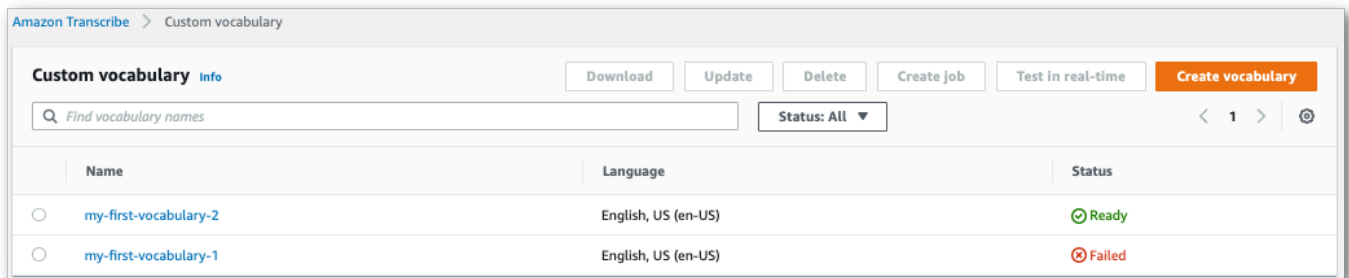 Amazon Transcribe > Custom vocabulary
Custom vocabulary Info Download Update Delete Create job Test in real-time Create vocabulary
Find vocabulary names Status: All ▼ < 1 >
Name Language Status
my-first-vocabulary-2 English, US (en-US) Ready
my-first-vocabulary-1 English, US (en-US) Failed